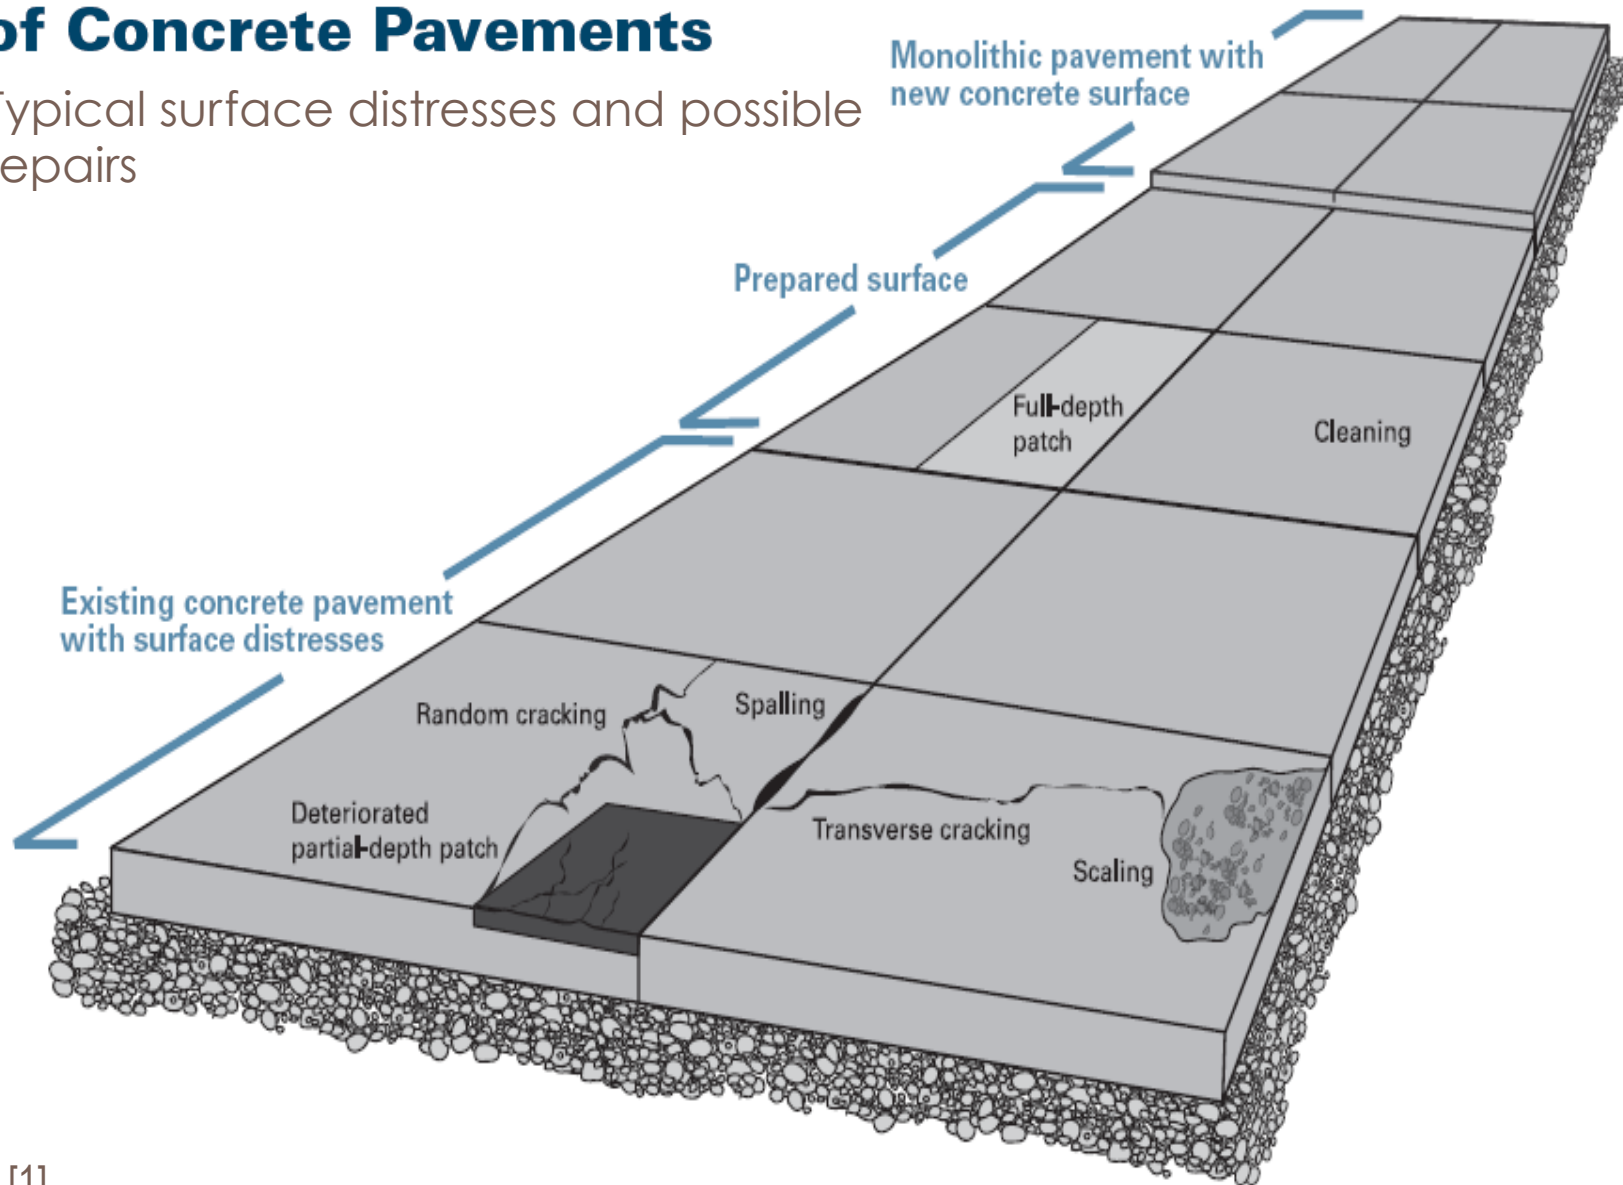 of Concrete Pavements
Typical surface distresses and possible
repairs
Monolithic pavement with
new concrete surface
Prepared surface
Full-depth
patch
Cleaning
Existing concrete pavement
with surface distresses
Random cracking
Spalling
Deteriorated
partial-depth patch
Transverse cracking
Scaling
[1]